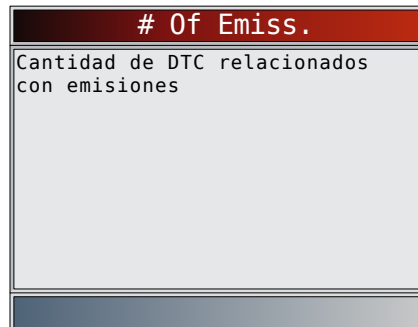 # Of Emiss.
Cantidad de DTC relacionados
con emisiones